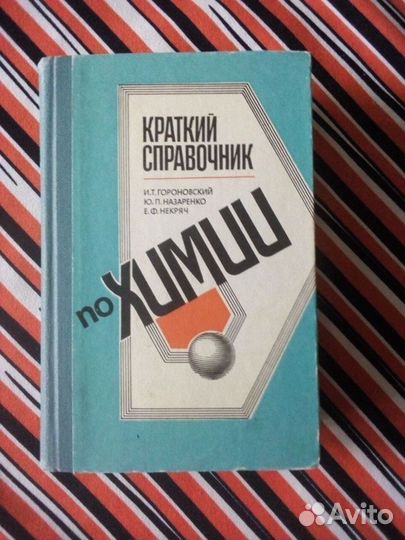 КРАТКИЙ
СПРАВОЧНИК
И.Т. ГОРОНОВСКИЙ
Ю.П. НАЗАРЕНКО
Е.Ф. НЕКРЯЧ
по ХИМИИ
Avito